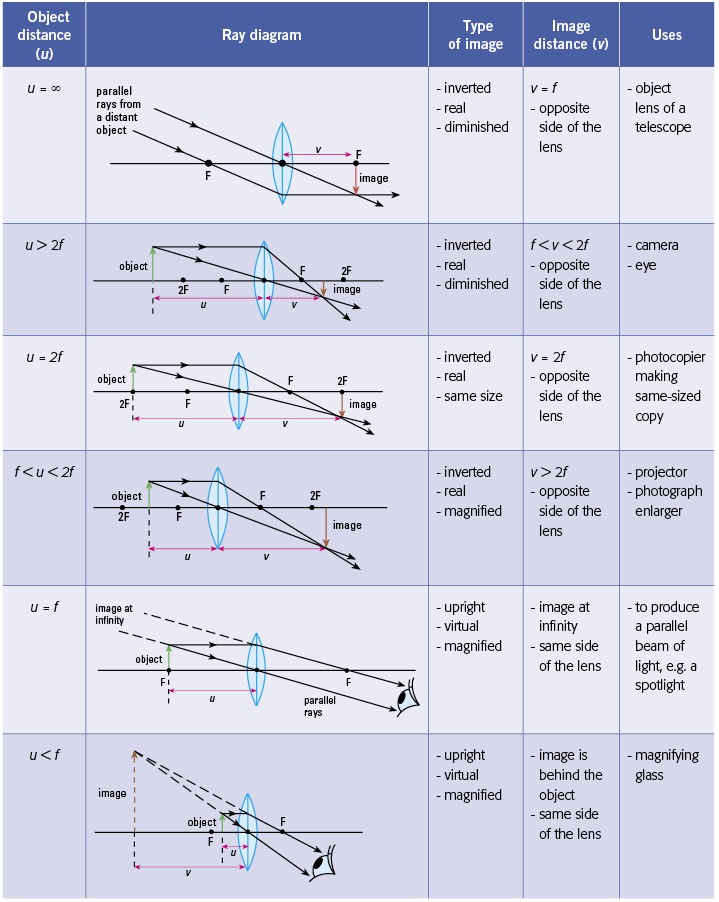 Object
distance
(u)
Ray diagram
Type
of image
Image
distance (v)
Uses
u = ∞
parallel
rays from
a distant
object
F
v
F
image
- inverted
- real
- diminished
v = f
- opposite
side of the
lens
- object
lens of a
telescope
u > 2f
object
2F
F
F
2F
image
u
v
- inverted
- real
- diminished
f < v < 2f
- opposite
side of the
lens
- camera
- eye
u = 2f
object
2F
F
F
2F
image
u
v
- inverted
- real
- same size
v = 2f
- opposite
side of the
lens
- photocopier
making
same-sized
copy
f < u < 2f
object
2F
F
F
2F
image
u
v
- inverted
- real
- magnified
v > 2f
- opposite
side of the
lens
- projector
- photograph
enlarger
u = f
image at
infinity
object
F
F
u
parallel
rays
- upright
- virtual
- magnified
- image at
infinity
- same side
of the lens
- to produce
a parallel
beam of
light, e.g. a
spotlight
u < f
image
object
F
F
u
v
- upright
- virtual
- magnified
- image is
behind the
object
- same side
of the lens
- magnifying
glass